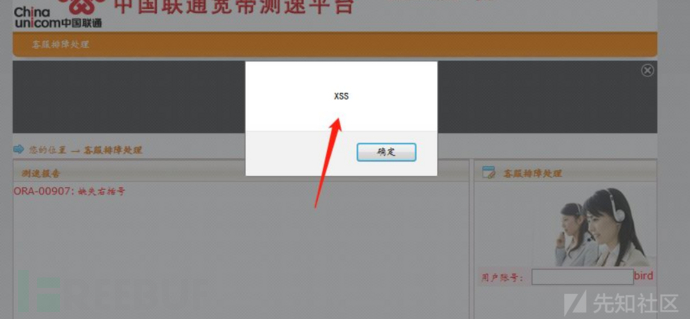 China
unicom中国联通
中国联通宽带测速平台
客服排障处理
XSS
确定
您的位置 → 客服排障处理
测速报告
客服排障处理
ORA-00907: 缺失右括号
用户帐号:
bird
FREEBUF
先知社区